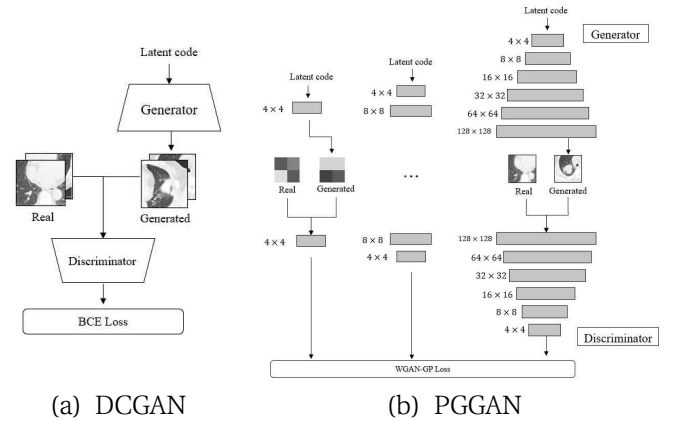 Latent code
Generator
Real
Generated
Discriminator
BCE Loss
(a) DCGAN
Latent code
4 × 4
Real
Generated
4 × 4
Latent code
4 × 4
8 × 8
...
8 × 8
4 × 4
Latent code
Generator
4 × 4
8 × 8
16 × 16
32 × 32
64 × 64
128 × 128
Real
Generated
128 × 128
64 × 64
32 × 32
16 × 16
8 × 8
4 × 4
Discriminator
WGAN-GP Loss
(b) PGGAN